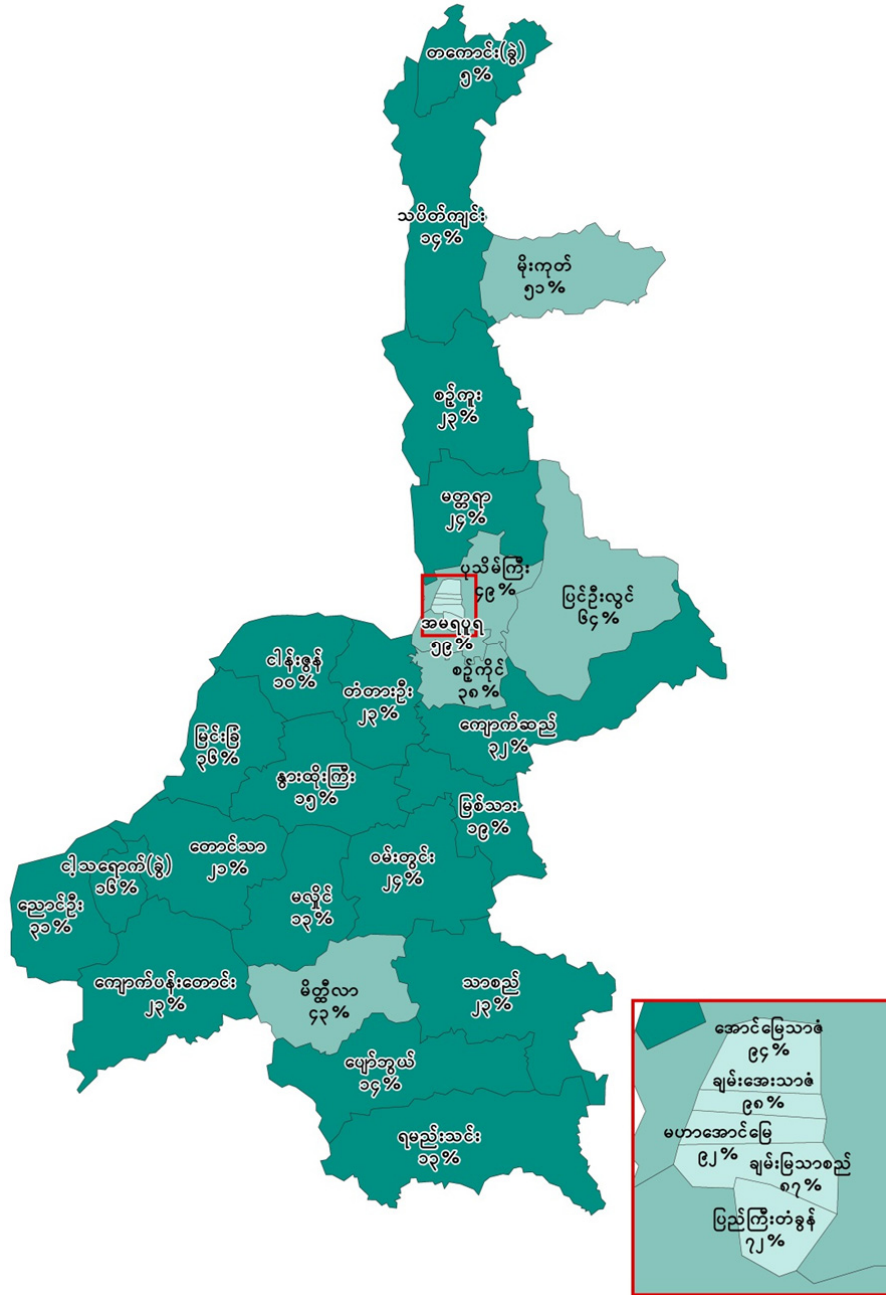 တကောင်း(ခွဲ)
၅%
သပိတ်ကျင်း
၁၄%
မိုးကုတ်
၅၁%
စဉ့်ကူး
၂၃%
မတ္တရာ
၂၄%
ပုသိမ်ကြီး
၄၉%
ပြင်ဦးလွင်
၆၄%
အမရပူရ
၅၉%
ငါန်းဇွန်
၁၀%
တံတားဦး
၂၃%
စဉ့်ကိုင်
၃၈%
ကျောက်ဆည်
၃၂%
မြင်းခြံ
၃၆%
နွားထိုးကြီး
၁၅%
မြစ်သား
၁၉%
တောင်သာ
၂၁%
ဝမ်းတွင်း
၂၄%
ငါ့သရောက်(ခွဲ)
၁၆%
မလှိုင်
၁၃%
ညောင်ဦး
၃၁%
ကျောက်ပန်းတောင်း
၂၃%
မိတ္ထီလာ
၄၃%
သာစည်
၂၃%
ပျော်ဘွယ်
၁၄%
ရမည်းသင်း
၁၃%
အောင်မြေသာဇံ
၉၄%
ချမ်းအေးသာဇံ
၉၈%
မဟာအောင်မြေ
၉၂%
ချမ်းမြသာစည်
၈၇%
ပြည်ကြီးတံခွန်
၇၂%